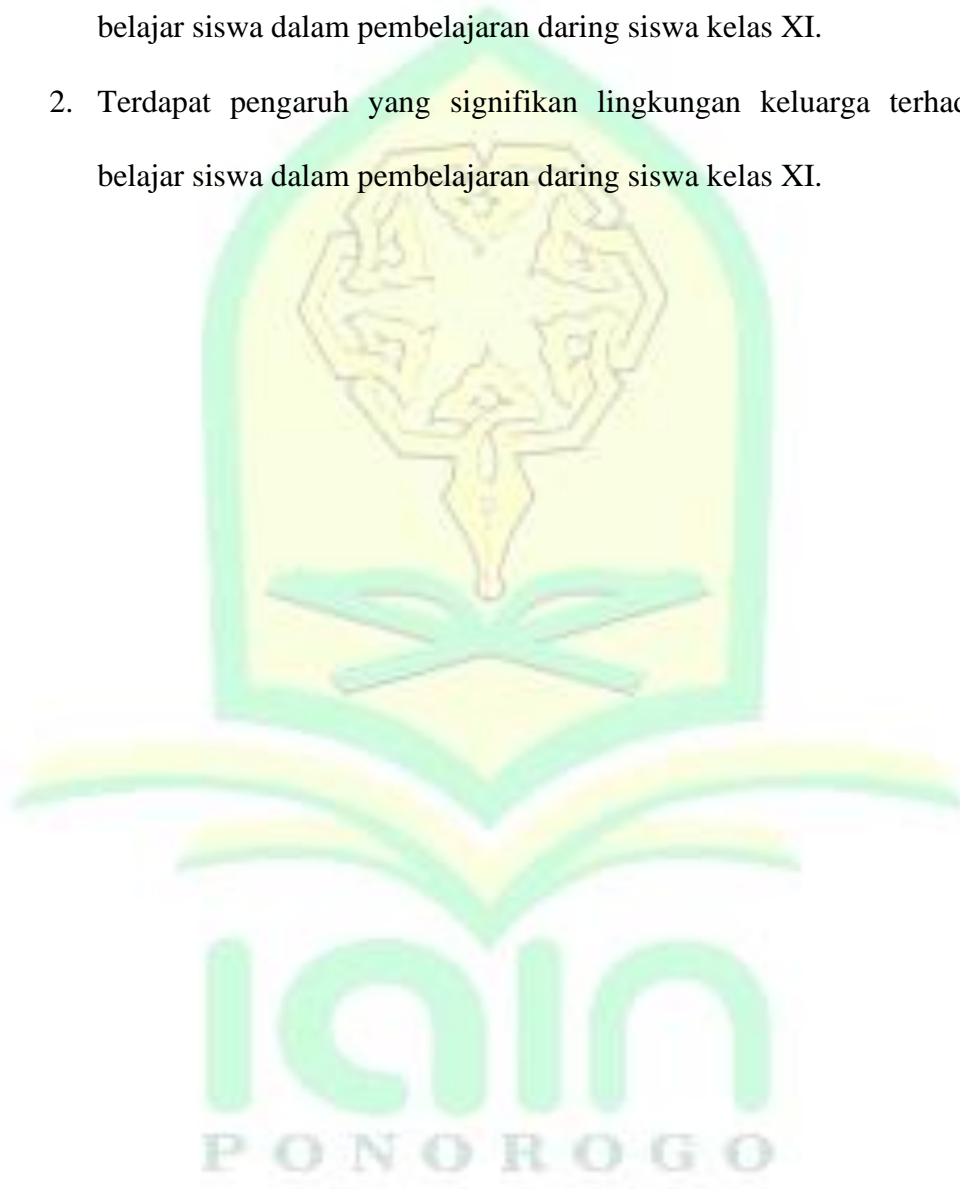 belajar siswa dalam pembelajaran daring siswa kelas XI.
2. Terdapat pengaruh yang signifikan lingkungan keluarga
belajar siswa dalam pembelajaran daring siswa kelas XI.
iain
PONOROGO